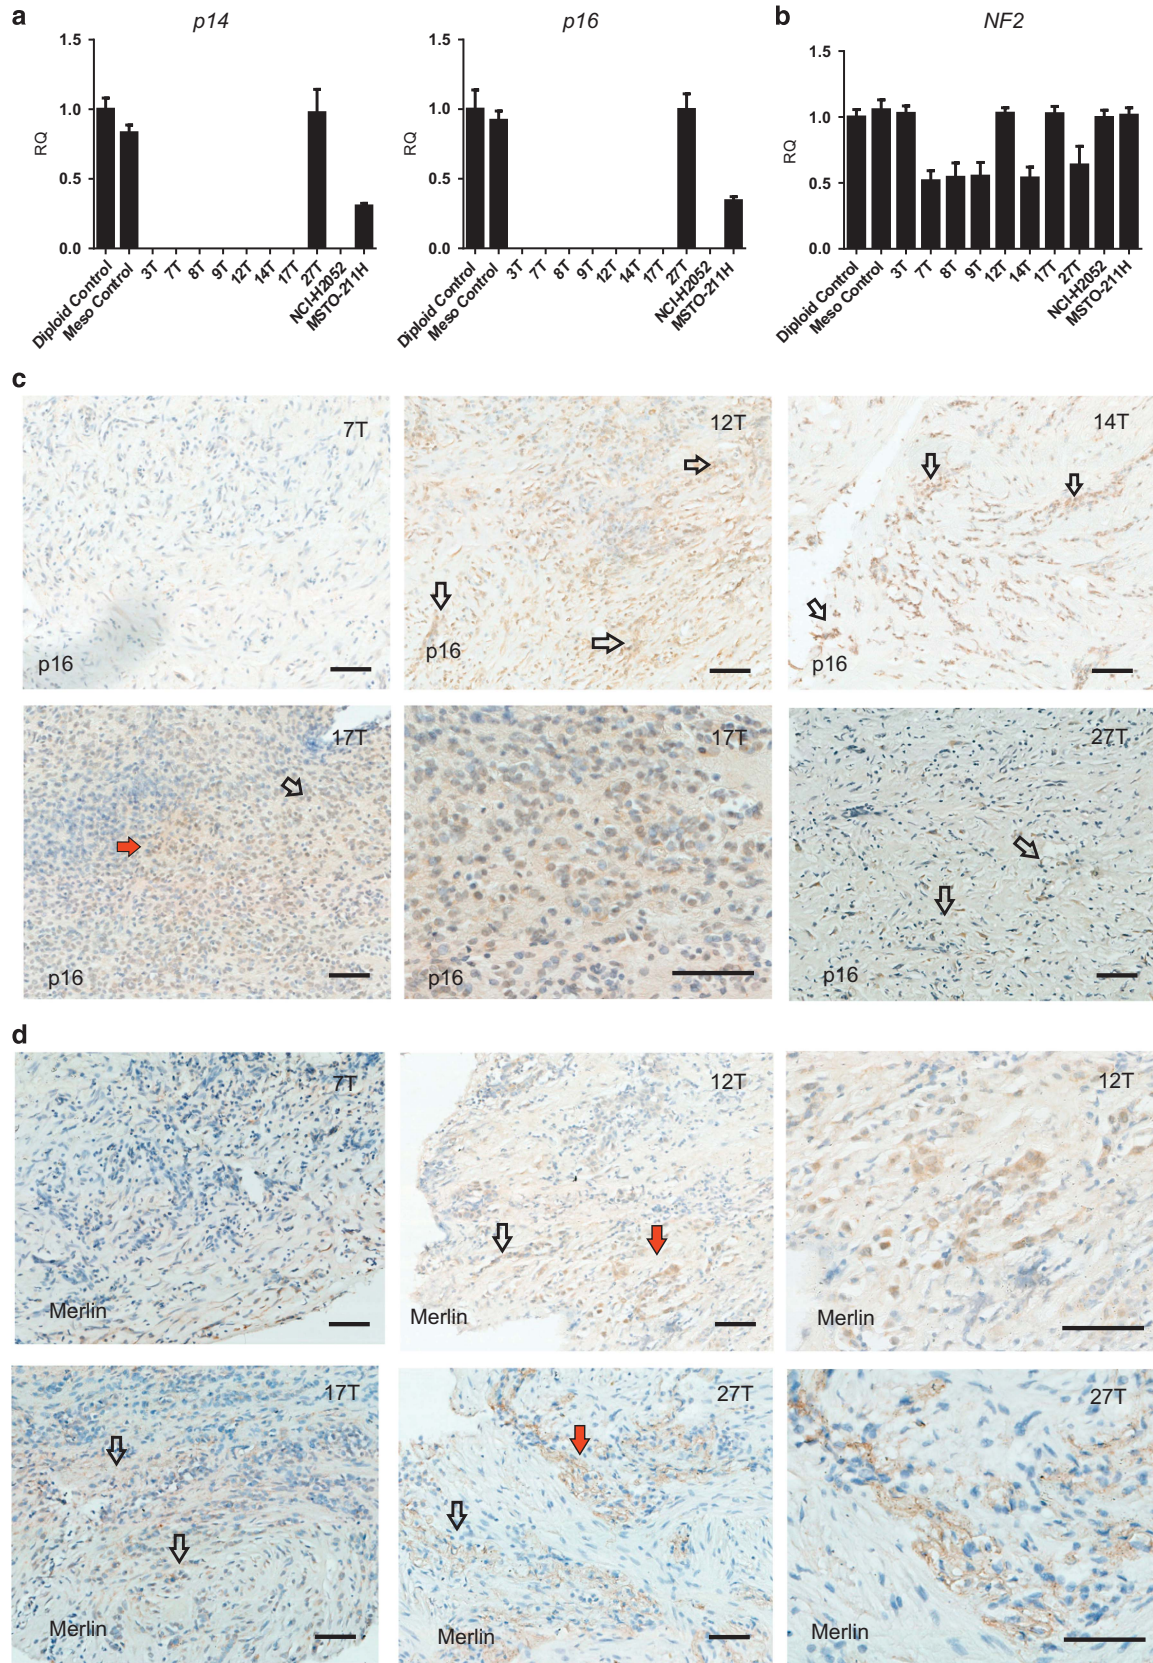 a
p14
p16
b
NF2
1.5
1.0
0.5
0.0
RQ
Diploid Control
Meso Control
3T
7T
8T
9T
12T
14T
17T
27T
NCI-H2052
MSTO-211H
1.5
1.0
0.5
0.0
RQ
Diploid Control
Meso Control
3T
7T
8T
9T
12T
14T
17T
27T
NCI-H2052
MSTO-211H
1.5
1.0
0.5
0.0
RQ
Diploid Control
Meso Control
3T
7T
8T
9T
12T
14T
17T
27T
NCI-H2052
MSTO-211H
c
7T
p16
12T
p16
14T
p16
17T
p16
17T
p16
27T
p16
d
7T
Merlin
12T
Merlin
12T
Merlin
17T
Merlin
27T
Merlin
27T
Merlin